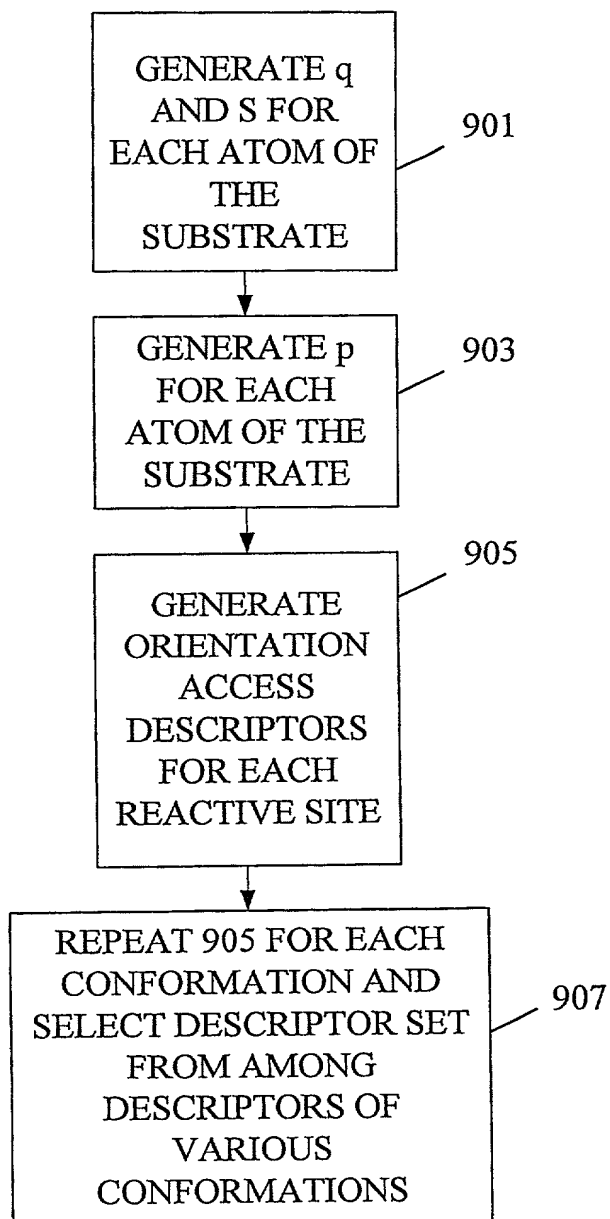 GENERATE q
AND S FOR
EACH ATOM OF
THE
SUBSTRATE
901
GENERATE p
FOR EACH
ATOM OF THE
SUBSTRATE
903
GENERATE
ORIENTATION
ACCESS
DESCRIPTORS
FOR EACH
REACTIVE SITE
905
REPEAT 905 FOR EACH
CONFORMATION AND
SELECT DESCRIPTOR SET
FROM AMONG
DESCRIPTORS OF
VARIOUS
CONFORMATIONS
907